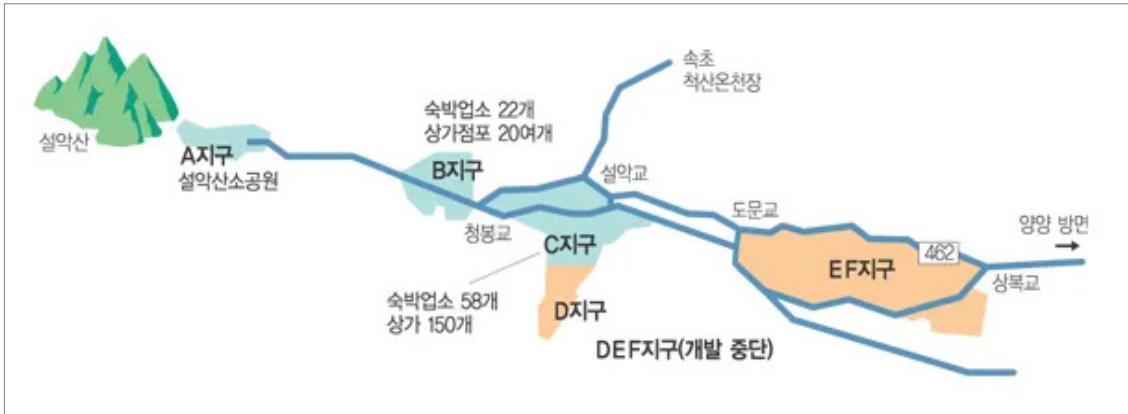 속초
척산온천장
숙박업소 22개
상가점포 20여개
설악산
A지구
설악산소공원
B지구
설악교
청봉교
도문교
양양 방면
C지구
462
EF지구
상복교
숙박업소 58개
상가 150개
D지구
DEF지구(개발 중단)